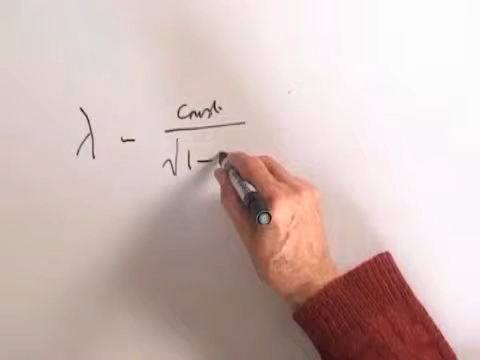 λ - const
√1-